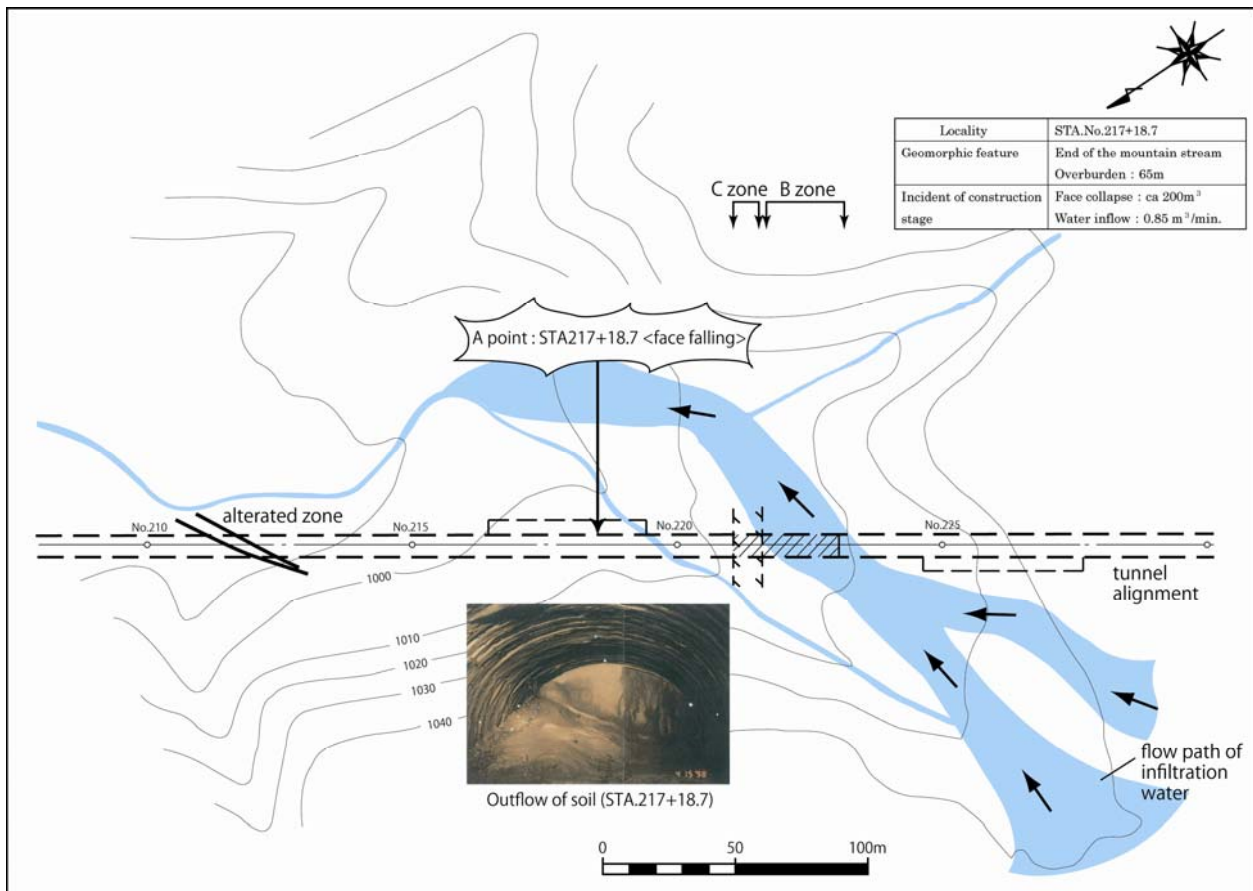 Locality STA.No.217+18.7
Geomorphic feature End of the mountain stream
Overburden : 65m
Incident of construction Face collapse : ca 200m³
stage Water inflow : 0.85 m³/min.
C zone B zone
A point : STA217+18.7 <face falling>
alterated zone
No.210
No.215
No.220
No.225
tunnel
alignment
1000
1010
1020
1030
1040
flow path of
infiltration
water
Outflow of soil (STA.217+18.7)
0 50 100m